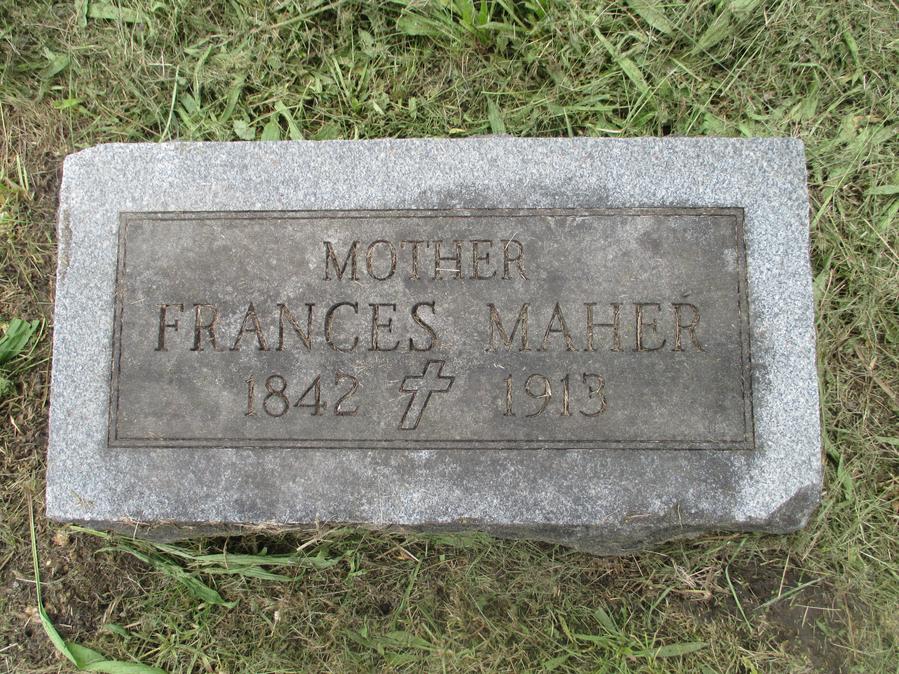 MOTHER
FRANCES MAHER
1842 1913